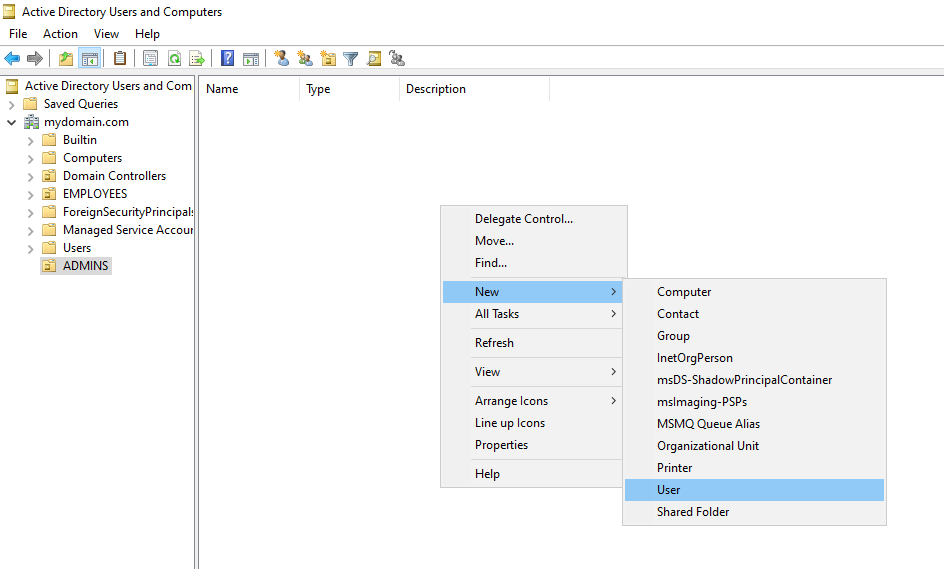 Active Directory Users and Computers
File Action View Help
Active Directory Users and Com
Saved Queries
mydomain.com
Builtin
Computers
Domain Controllers
EMPLOYEES
ForeignSecurityPrincipals
Managed Service Accour
Users
ADMINS
Name Type Description
Delegate Control...
Move...
Find...
New
All Tasks
Refresh
View
Arrange Icons
Line up Icons
Properties
Help
Computer
Contact
Group
InetOrgPerson
msDS-ShadowPrincipalContainer
msImaging-PSPs
MSMQ Queue Alias
Organizational Unit
Printer
User
Shared Folder